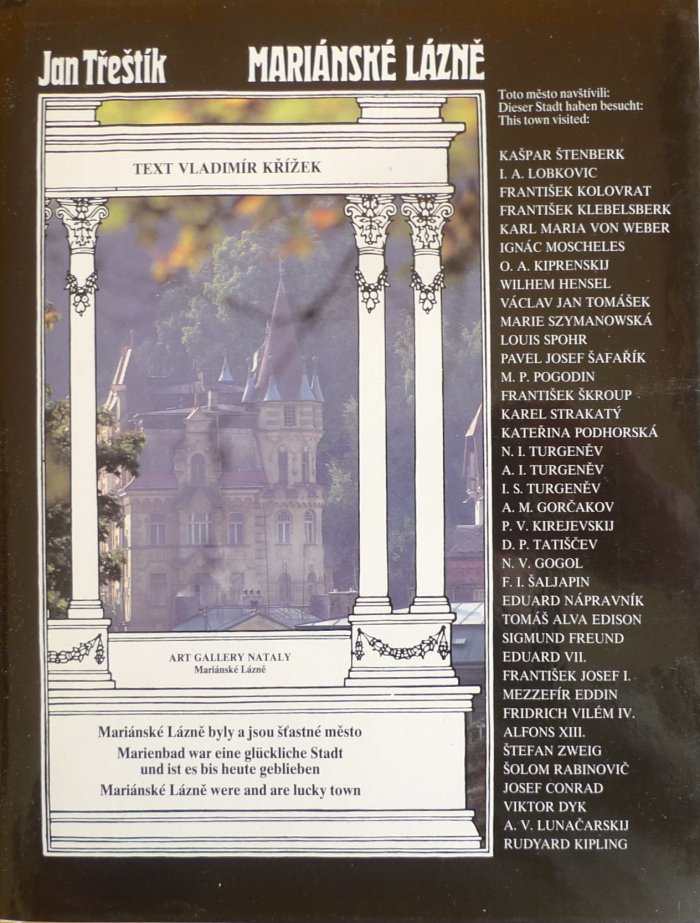 Jan Třeštík
MARIÁNSKÉ LÁZNĚ
TEXT VLADIMÍR KŘÍŽEK
ART GALLERY NATALY
Mariánské Lázně
Mariánské Lázně byly a jsou šťastné město
Marienbad war eine glückliche Stadt
und ist es bis heute geblieben
Mariánské Lázně were and are lucky town
Toto město navštívili:
Dieser Stadt haben besucht:
This town visited:
KAŠPAR ŠTENBERK
I. A. LOBKOVIC
FRANTIŠEK KOLOVRAT
FRANTIŠEK KLEBELSBERK
KARL MARIA VON WEBER
IGNÁC MOSCHELES
O. A. KIPRENSKIJ
WILHEM HENSEL
VÁCLAV JAN TOMÁŠEK
MARIE SZYMANOWSKÁ
LOUIS SPOHR
PAVEL JOSEF ŠAFAŘÍK
M. P. POGODIN
FRANTIŠEK ŠKROUP
KAREL STRAKATÝ
KATEŘINA PODHORSKÁ
N. I. TURGENĚV
A. I. TURGENĚV
I. S. TURGENĚV
A. M. GORČAKOV
P. V. KIREJEVSKIJ
D. P. TATIŠČEV
N. V. GOGOL
F. I. ŠALJAPIN
EDUARD NÁPRAVNÍK
TOMÁŠ ALVA EDISON
SIGMUND FREUND
EDUARD VII.
FRANTIŠEK JOSEF I.
MEZZEFÍR EDDIN
FRIDRICH VILÉM IV.
ALFONS XIII.
ŠTEFAN ZWEIG
ŠOLOM RABINOVIČ
JOSEF CONRAD
VIKTOR DYK
A. V. LUNAČARSKIJ
RUDYARD KIPLING